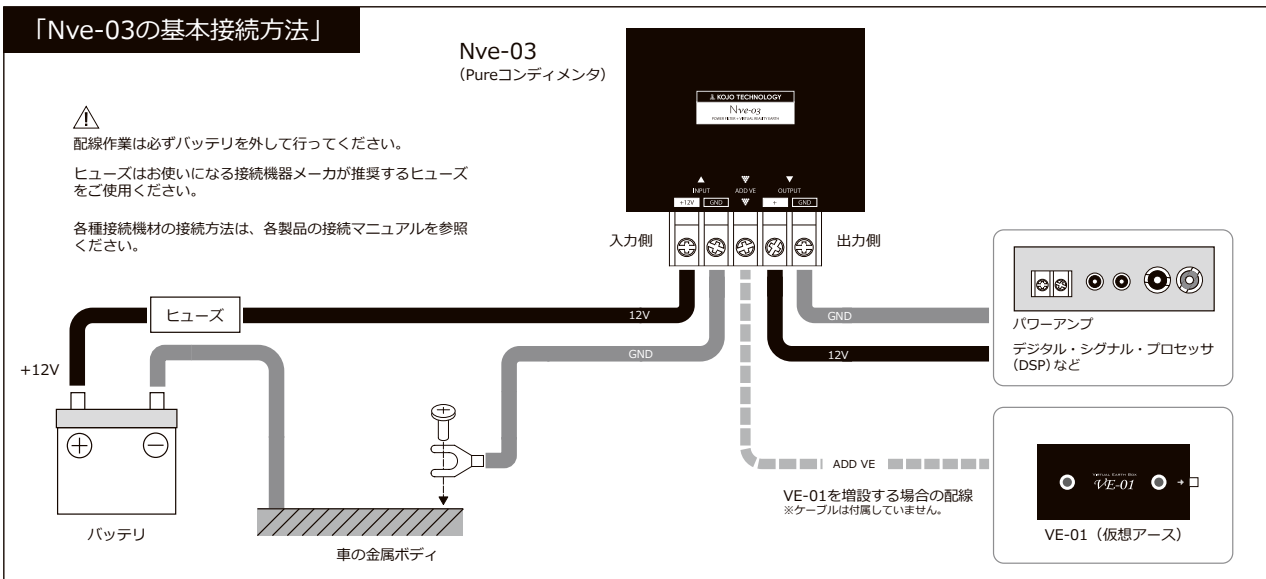 「Nve-03の基本接続方法」
Nve-03
（Pureコンディメンタ）
配線作業は必ずバッテリを外して行ってください。
ヒューズはお使いになる接続機器メーカが推奨するヒューズ
をご使用ください。
各種接続機材の接続方法は、各製品の接続マニュアルを参照
ください。
KOJO TECHNOLOGY
Nve-03
POWER FILTER + VIRTUAL REALITY EARTH
INPUT
ADD VE
OUTPUT
+12V
GND
+
GND
入力側
出力側
ヒューズ
12V
GND
GND
12V
+12V
バッテリ
車の金属ボディ
パワーアンプ
デジタル・シグナル・プロセッサ
(DSP)など
ADD VE
VE-01を増設する場合の配線
※ケーブルは付属していません。
VIRTUAL EARTH BOX
VE-01
VE-01（仮想アース）